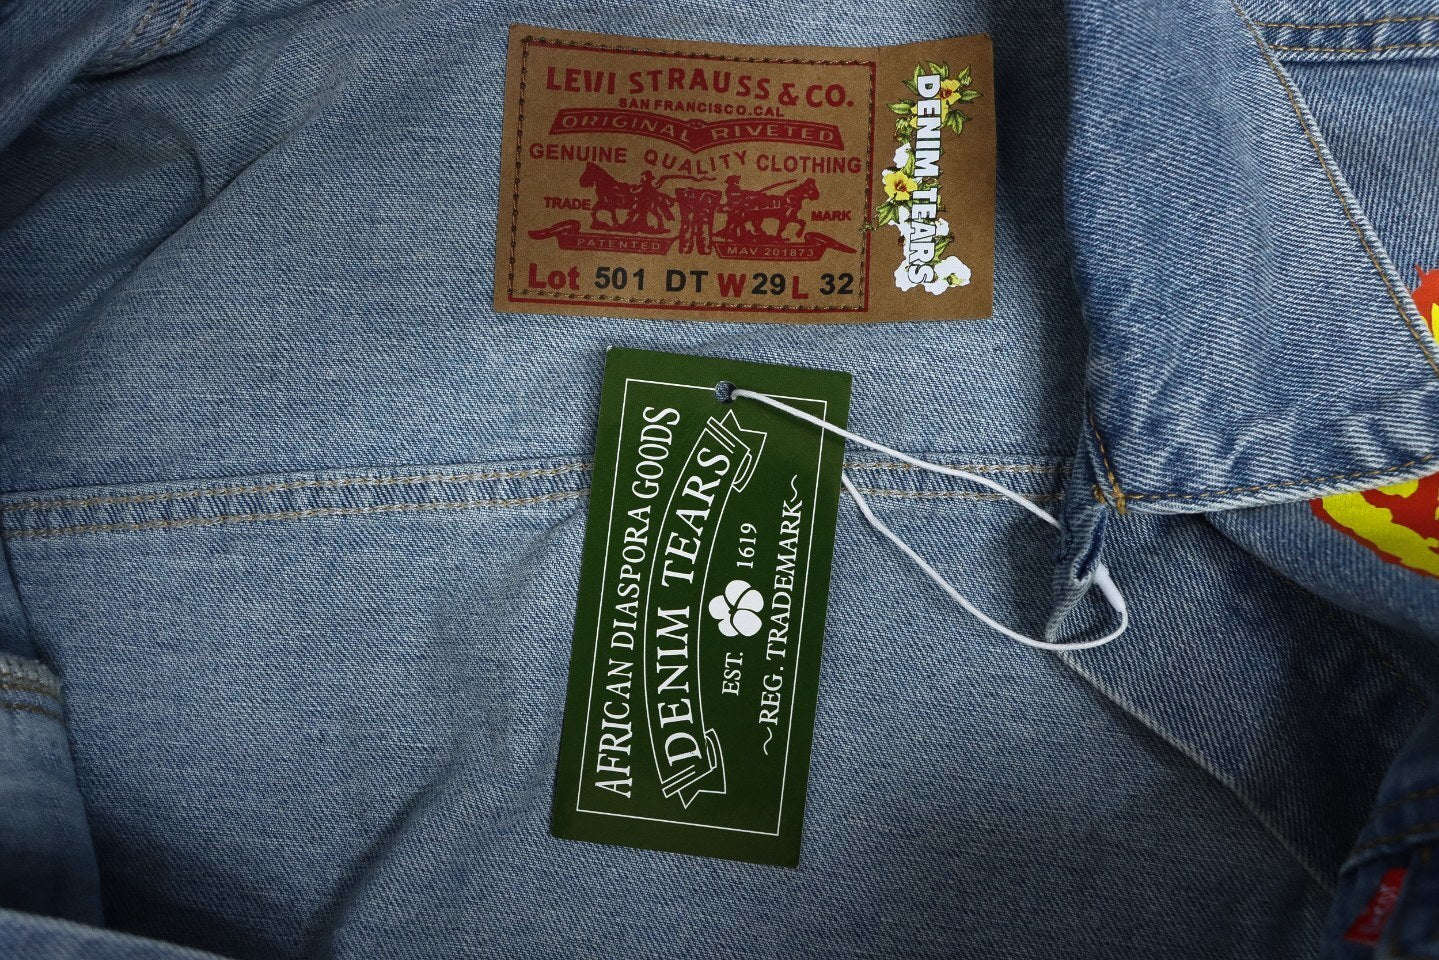 LEVI STRAUSS & CO.
SAN FRANCISCO.CAL
ORIGINAL RIVETED
GENUINE QUALITY CLOTHING
TRADE MARK
PATENTED MAV 201873
Lot 501 DT W 29 L 32
DENIM TEARS
AFRICAN DIASPORA GOODS
DENIM TEARS
EST. 1619
~REG. TRADEMARK~